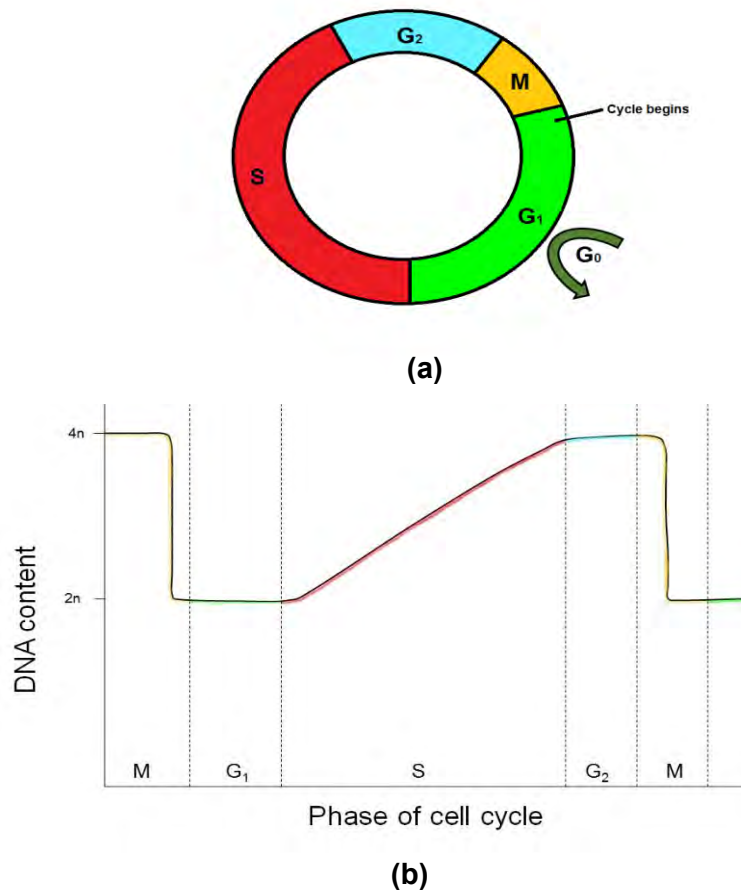 G₂
M
Cycle begins
S
G₁
G₀
(a)
4n
2n
DNA content
M G₁ S G₂ M
Phase of cell cycle
(b)